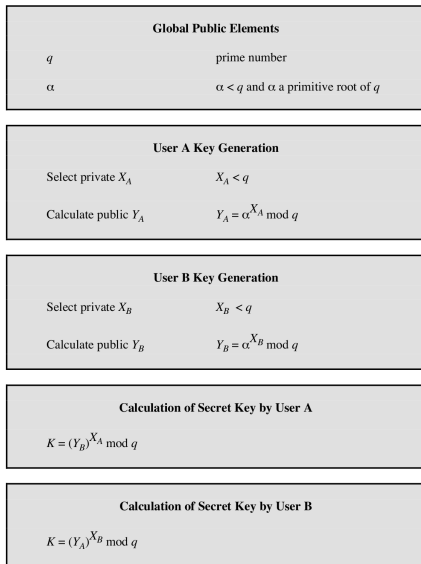 Global Public Elements
q prime number
α α < q and α a primitive root of q
User A Key Generation
Select private X_A X_A < q
Calculate public Y_A Y_A = α^{X_A} mod q
User B Key Generation
Select private X_B X_B < q
Calculate public Y_B Y_B = α^{X_B} mod q
Calculation of Secret Key by User A
K = (Y_B)^{X_A} mod q
Calculation of Secret Key by User B
K = (Y_A)^{X_B} mod q